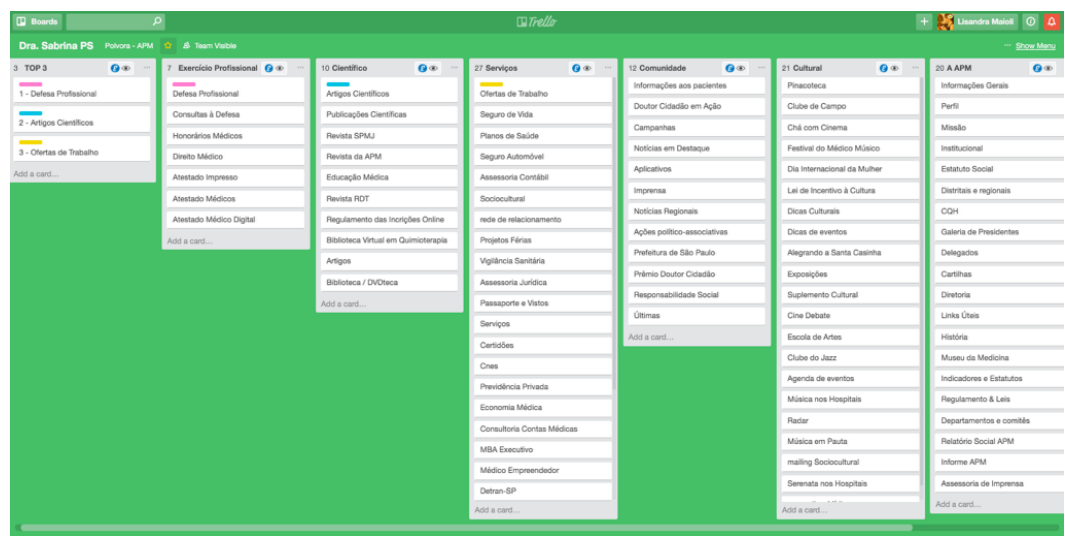 Boards
Trello
Lisandra Maioli
Dra. Sabrina PS
Polvora - APM
Team Visible
Show Menu
3 TOP 3
1 - Defesa Profissional
2 - Artigos Científicos
3 - Ofertas de Trabalho
Add a card...
7 Exercício Profissional
Defesa Profissional
Consultas à Defesa
Honorários Médicos
Direito Médico
Atestado Impresso
Atestado Médicos
Atestado Médico Digital
Add a card...
10 Científico
Artigos Científicos
Publicações Científicas
Revista SPMJ
Revista da APM
Educação Médica
Revista RDT
Regulamento das Incrições Online
Biblioteca Virtual em Quimioterapia
Artigos
Biblioteca / DVDteca
Add a card...
27 Serviços
Ofertas de Trabalho
Seguro de Vida
Planos de Saúde
Seguro Automóvel
Assessoria Contábil
Sociocultural
rede de relacionamento
Projetos Férias
Vigilância Sanitária
Assessoria Jurídica
Passaporte e Vistos
Serviços
Certidões
Cnes
Previdência Privada
Economia Médica
Consultoria Contas Médicas
MBA Executivo
Médico Empreendedor
Detran-SP
Add a card...
12 Comunidade
Informações aos pacientes
Doutor Cidadão em Ação
Campanhas
Notícias em Destaque
Aplicativos
Imprensa
Notícias Regionais
Ações político-associativas
Prefeitura de São Paulo
Prêmio Doutor Cidadão
Responsabilidade Social
Últimas
Add a card...
21 Cultural
Pinacoteca
Clube de Campo
Chá com Cinema
Festival do Médico Músico
Dia Internacional da Mulher
Lei de Incentivo à Cultura
Dicas Culturais
Dicas de eventos
Alegrando a Santa Casinha
Exposições
Suplemento Cultural
Cine Debate
Escola de Artes
Clube do Jazz
Agenda de eventos
Música nos Hospitais
Radar
Música em Pauta
mailing Sociocultural
Serenata nos Hospitais
Add a card...
20 A APM
Informações Gerais
Perfil
Missão
Institucional
Estatuto Social
Distritais e regionais
CQH
Galeria de Presidentes
Delegados
Cartilhas
Diretoria
Links Úteis
História
Museu da Medicina
Indicadores e Estatutos
Regulamento & Leis
Departamentos e comitês
Relatório Social APM
Informe APM
Assessoria de Imprensa
Add a card...